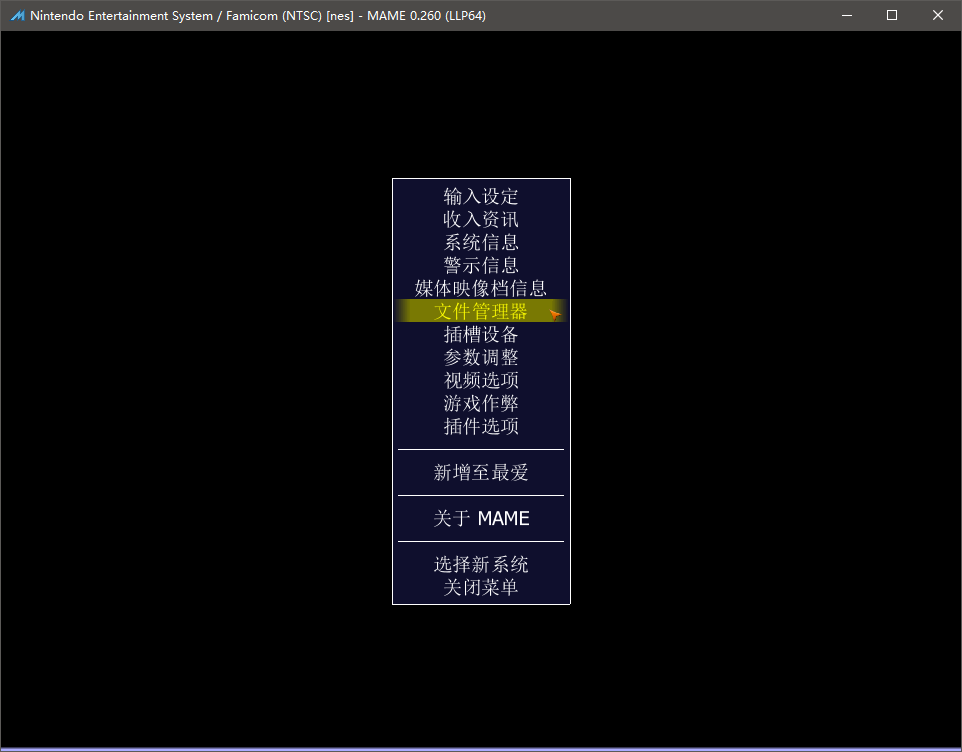 Nintendo Entertainment System / Famicom (NTSC) [nes] - MAME 0.260 (LLP64)
输入设定
收入资讯
系统信息
警示信息
媒体映像档信息
文件管理器
插槽设备
参数调整
视频选项
游戏作弊
插件选项
新增至最爱
关于 MAME
选择新系统
关闭菜单